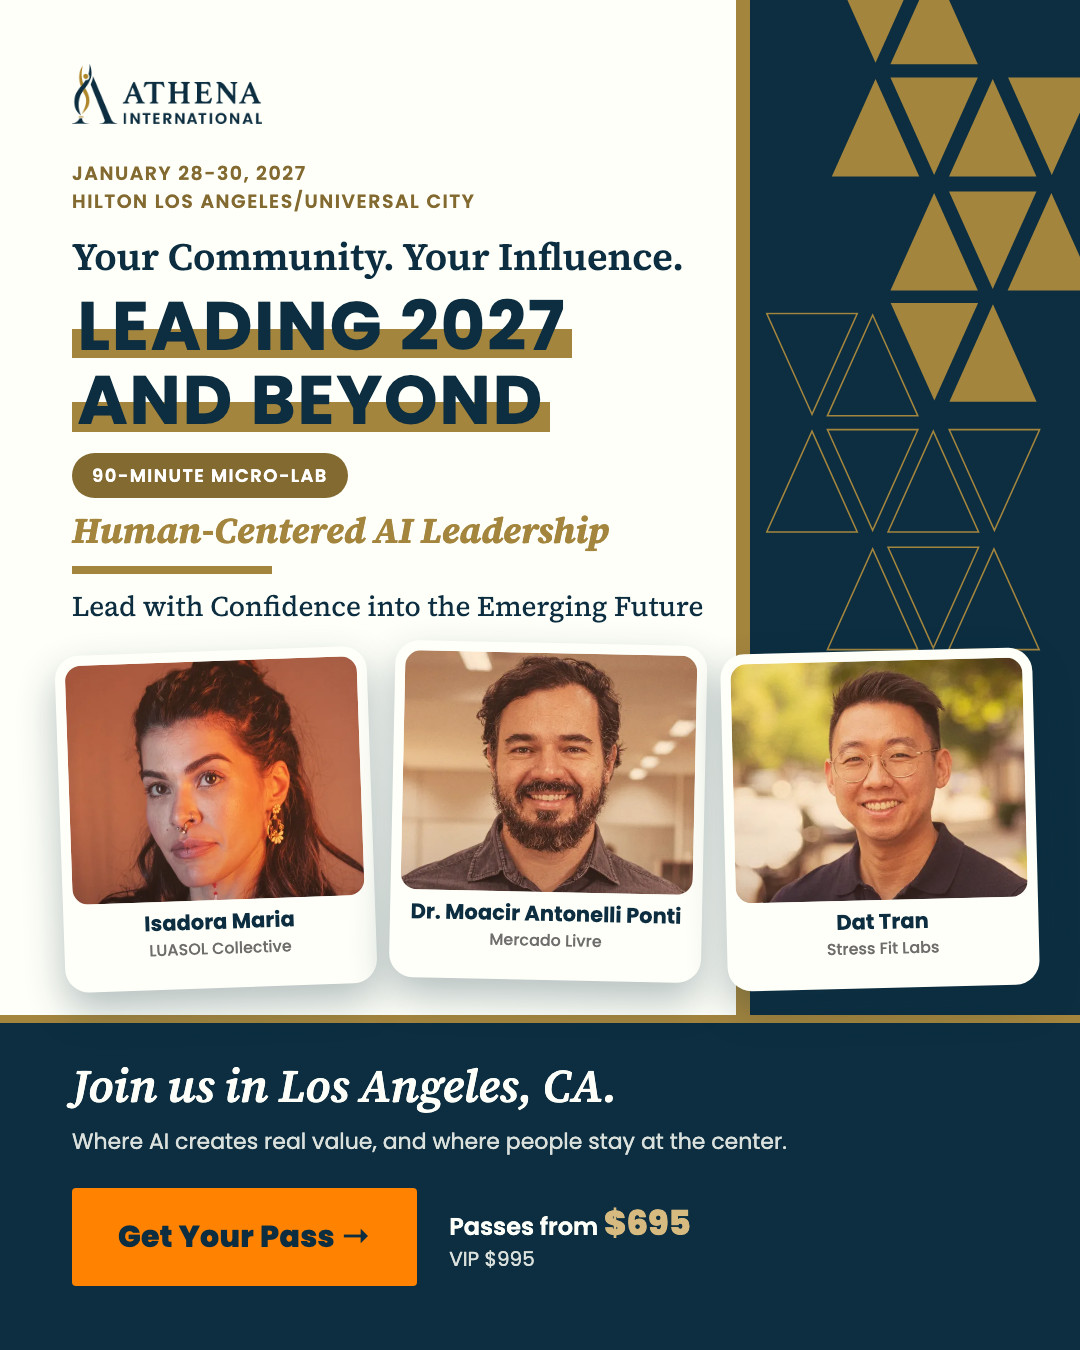 ATHENA
INTERNATIONAL
JANUARY 28-30, 2027
HILTON LOS ANGELES/UNIVERSAL CITY
Your Community. Your Influence.
LEADING 2027
AND BEYOND
90-MINUTE MICRO-LAB
Human-Centered AI Leadership
Lead with Confidence into the Emerging Future
Isadora Maria
LUASOL Collective
Dr. Moacir Antonelli Ponti
Mercado Livre
Dat Tran
Stress Fit Labs
Join us in Los Angeles, CA.
Where AI creates real value, and where people stay at the center.
Get Your Pass →
Passes from $695
VIP $995